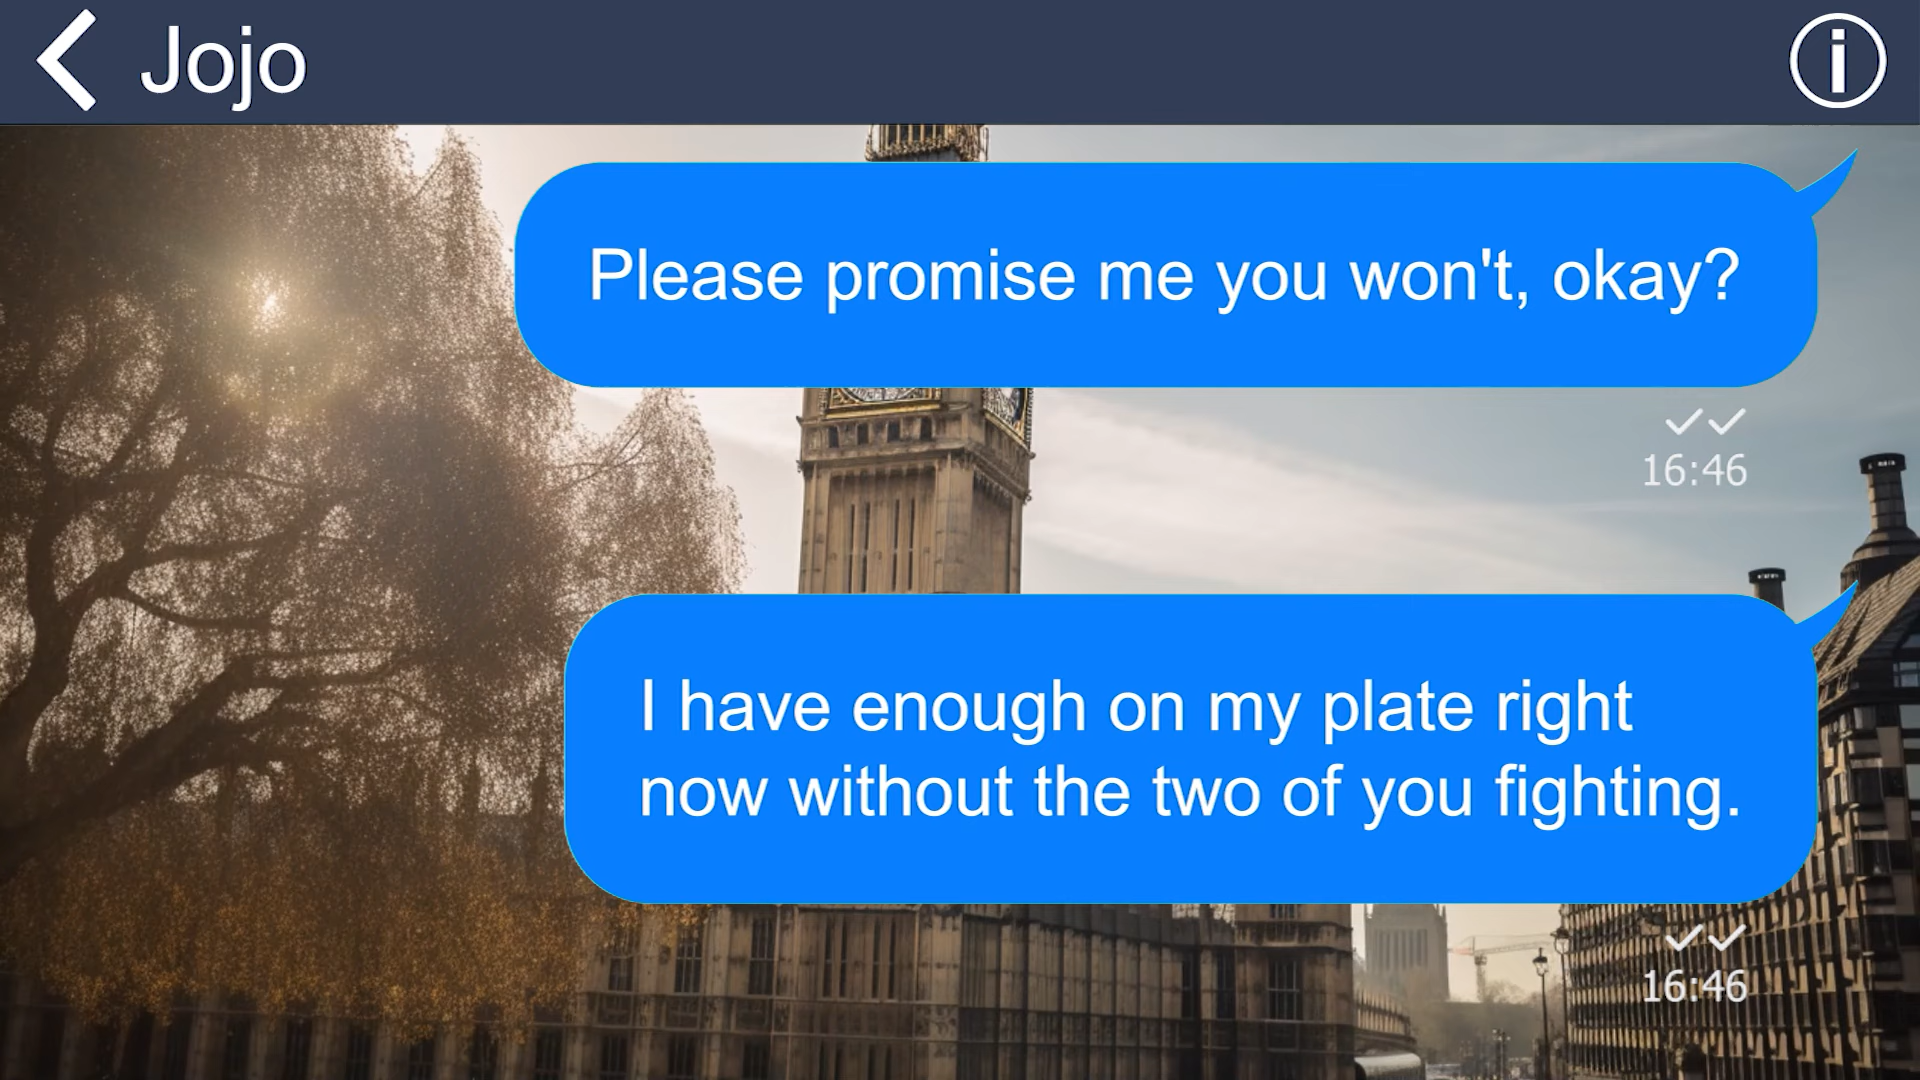 Jojo
Please promise me you won't, okay?
16:46
I have enough on my plate right
now without the two of you fighting.
16:46